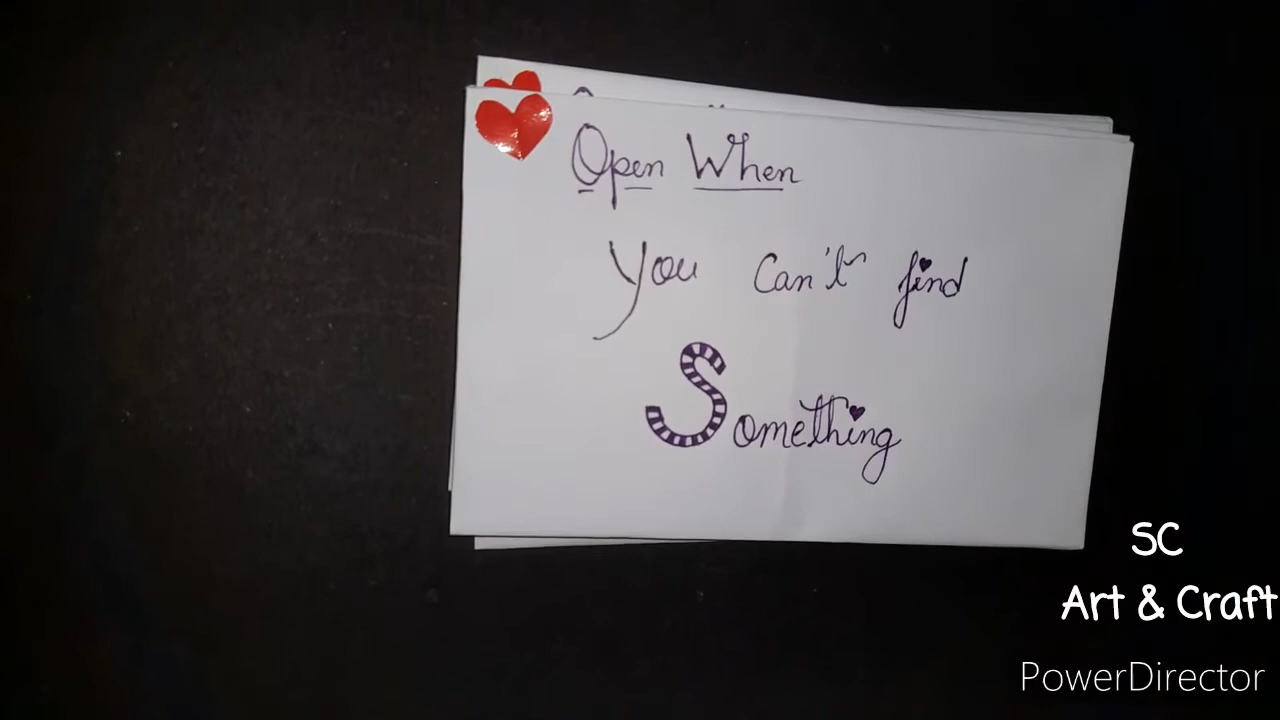 Open When
You Can't find
Something
SC
Art & Craft
PowerDirector